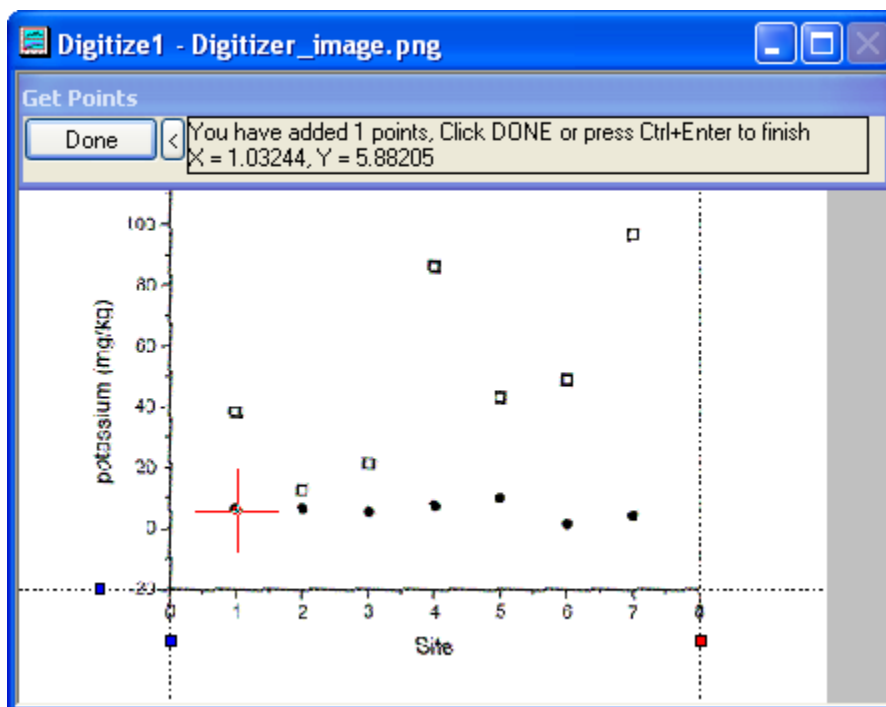 Digitize1 - Digitizer_image.png
Get Points
Done
<
You have added 1 points, Click DONE or press Ctrl+Enter to finish
X = 1.03244, Y = 5.88205
100
80
60
40
20
0
-20
potassium (mg/kg)
0 1 2 3 4 5 6 7 8
Site